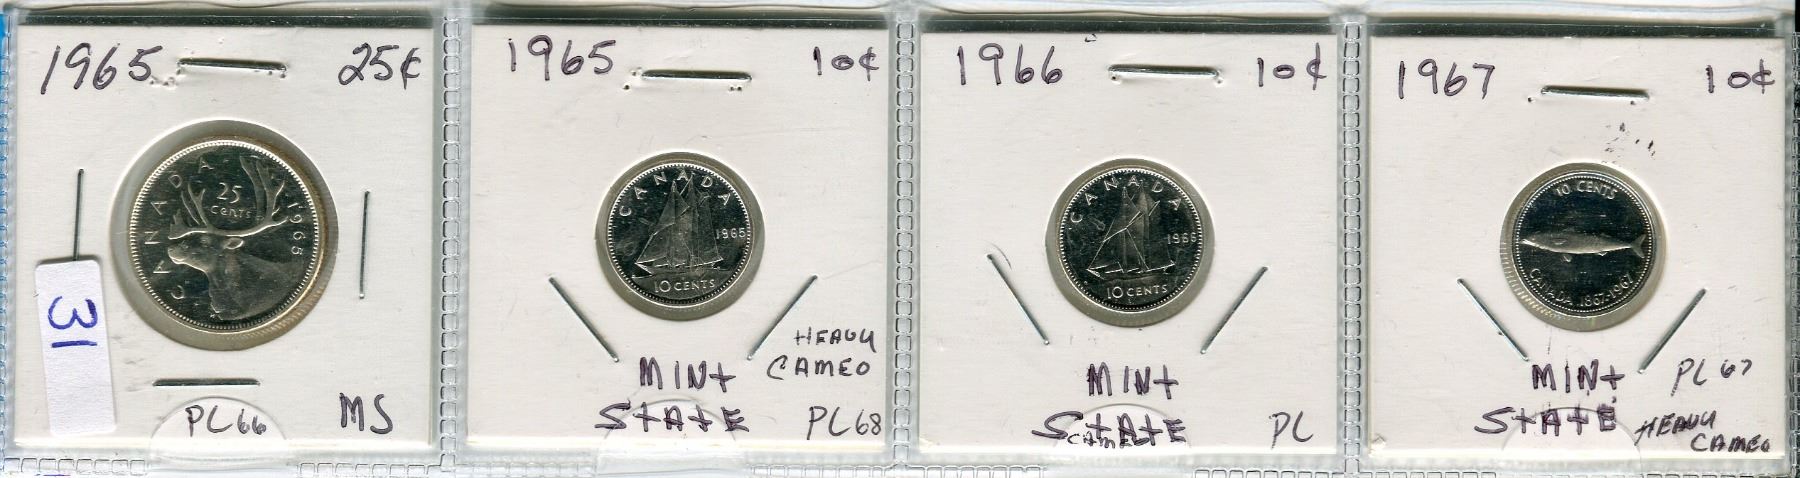 1965 25¢
CANADA
25
cents
1965
31
PL66 MS
1965 10¢
CANADA
1965
10 CENTS
HEAVY
CAMEO
MINt
StAtE
PL68
1966 10¢
CANADA
1966
10 CENTS
MINt
StAtE
CAMEO
PL
1967 10¢
10 CENTS
CANADA 1867-1967
MINt
StAtE
PL67
HEAVY
CAMEO